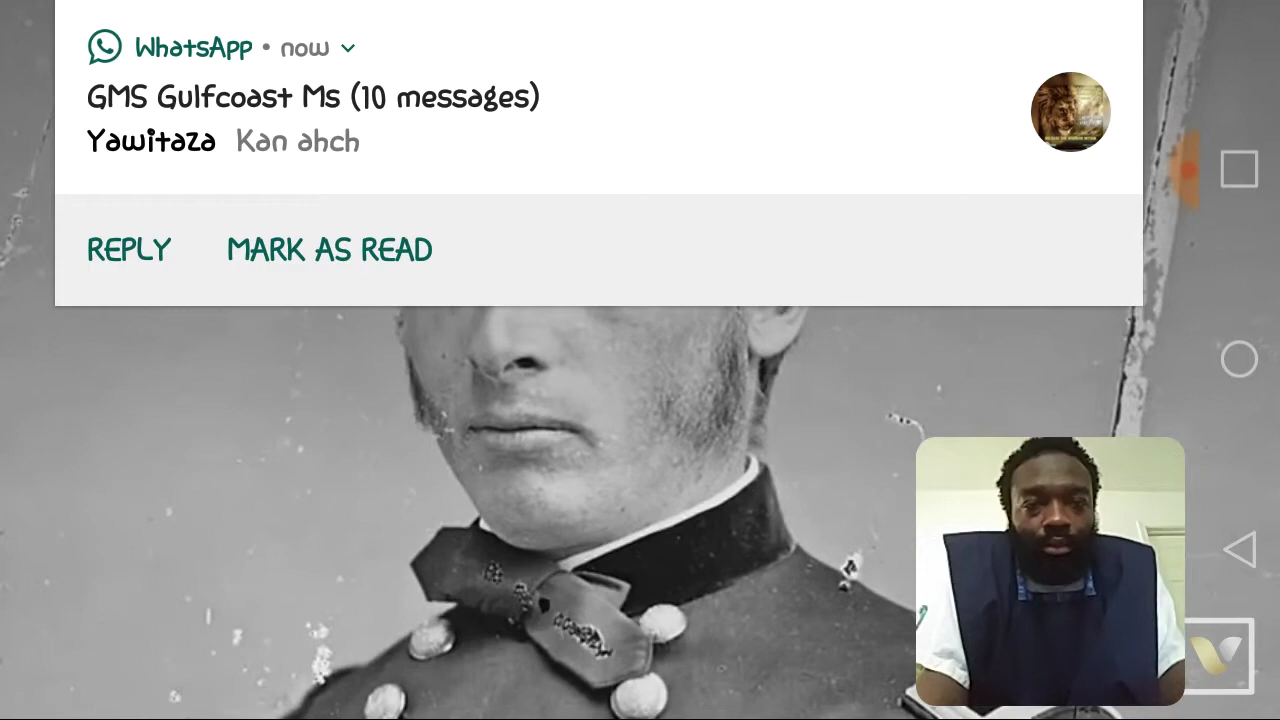 WhatsApp • now
GMS Gulfcoast Ms (10 messages)
Yawitaza Kan ahch
REPLY MARK AS READ